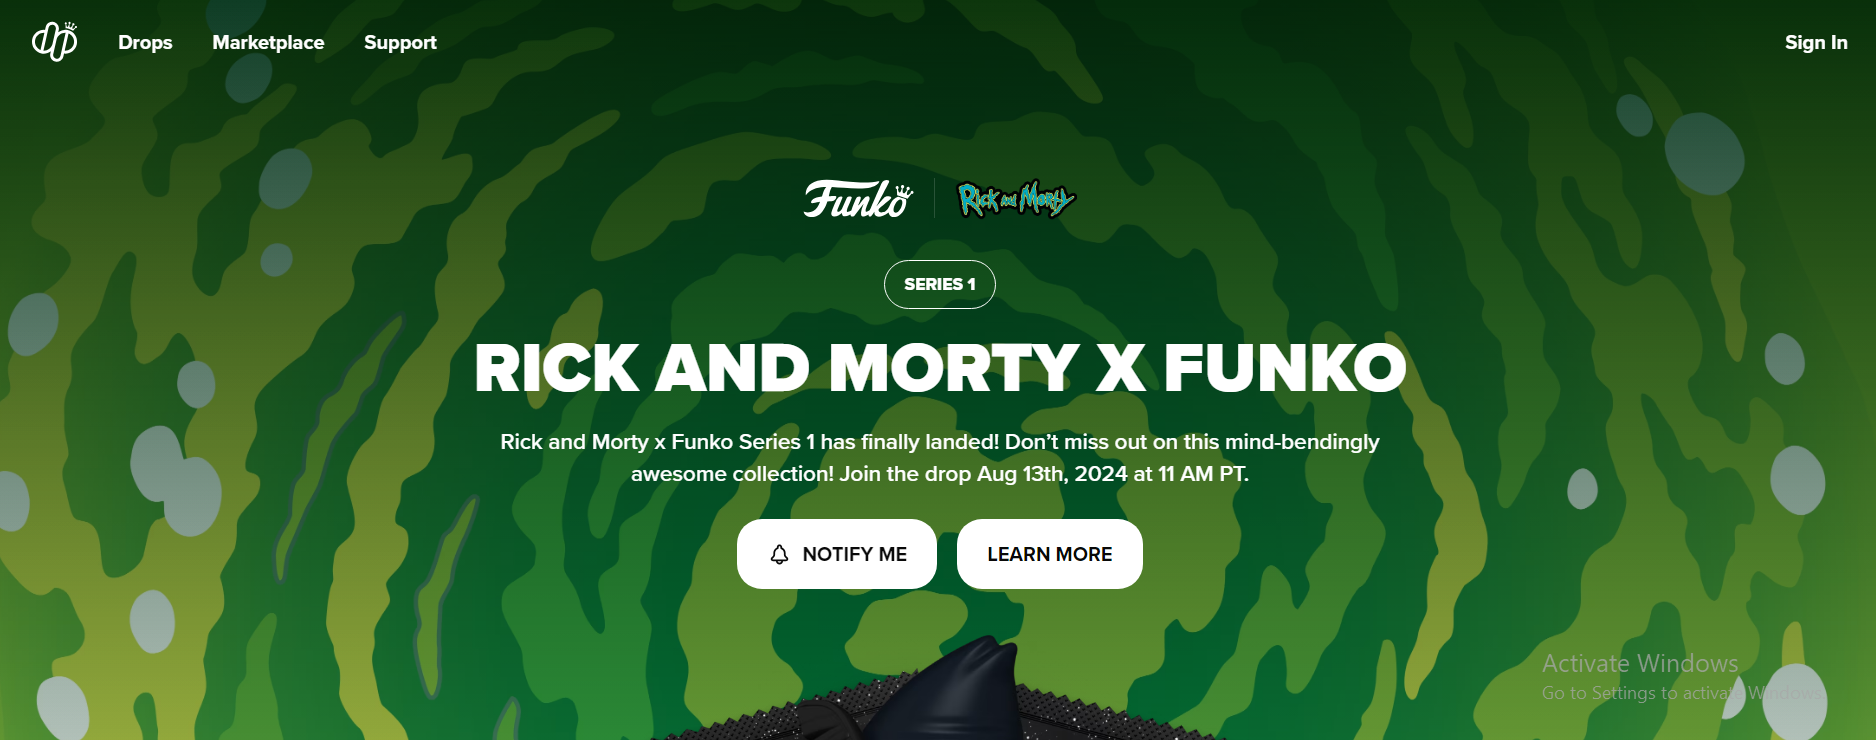 Drops Marketplace Support Sign In
Funko Rick and Morty
SERIES 1
RICK AND MORTY X FUNKO
Rick and Morty x Funko Series 1 has finally landed! Don’t miss out on this mind-bendingly
awesome collection! Join the drop Aug 13th, 2024 at 11 AM PT.
NOTIFY ME LEARN MORE
Activate Windows
Go to Settings to activate Windows.